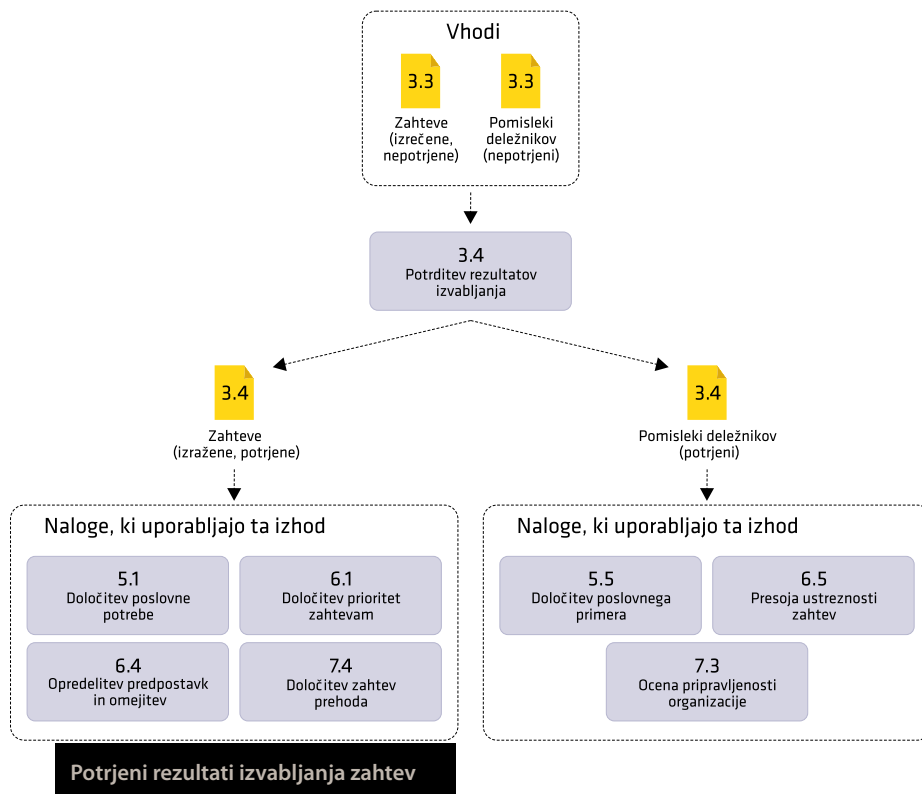 Vhodi
3.3
3.3
Zahteve
(izrečene,
nepotrjene)
Pomisleki
deležnikov
(nepotrjeni)
3.4
Potrditev rezultatov
izvabljanja
3.4
Zahteve
(izražene, potrjene)
3.4
Pomisleki deležnikov
(potrjeni)
Naloge, ki uporabljajo ta izhod
5.1
Določitev poslovne
potrebe
6.1
Določitev prioritet
zahtevam
6.4
Opredelitev predpostavk
in omejitev
7.4
Določitev zahtev
prehoda
Naloge, ki uporabljajo ta izhod
5.5
Določitev poslovnega
primera
6.5
Presoja ustreznosti
zahtev
7.3
Ocena pripravljenosti
organizacije
Potrjeni rezultati izvabljanja zahtev